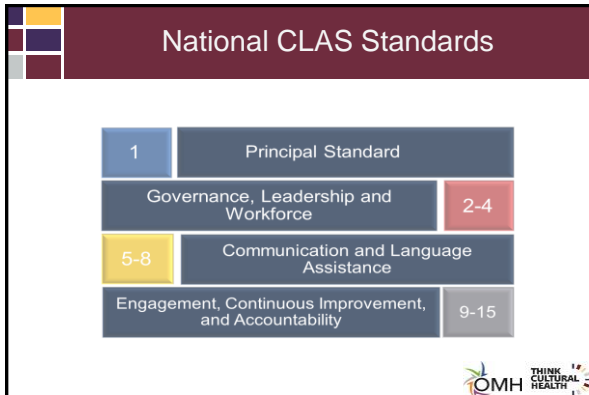 National CLAS Standards
1
Principal Standard
Governance, Leadership and
Workforce
2-4
5-8
Communication and Language
Assistance
Engagement, Continuous Improvement,
and Accountability
9-15
OMH
THINK
CULTURAL
HEALTH